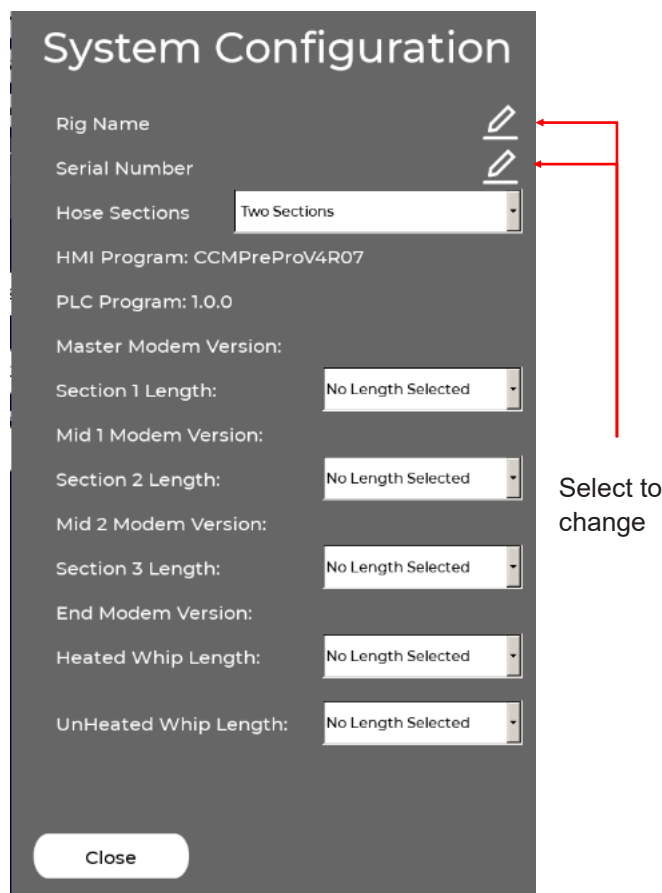 System Configuration
Rig Name
Serial Number
Hose Sections Two Sections
HMI Program: CCMPreProV4R07
PLC Program: 1.0.0
Master Modem Version:
Section 1 Length: No Length Selected
Mid 1 Modem Version:
Section 2 Length: No Length Selected
Mid 2 Modem Version:
Section 3 Length: No Length Selected
End Modem Version:
Heated Whip Length: No Length Selected
UnHeated Whip Length: No Length Selected
Close
Select to
change